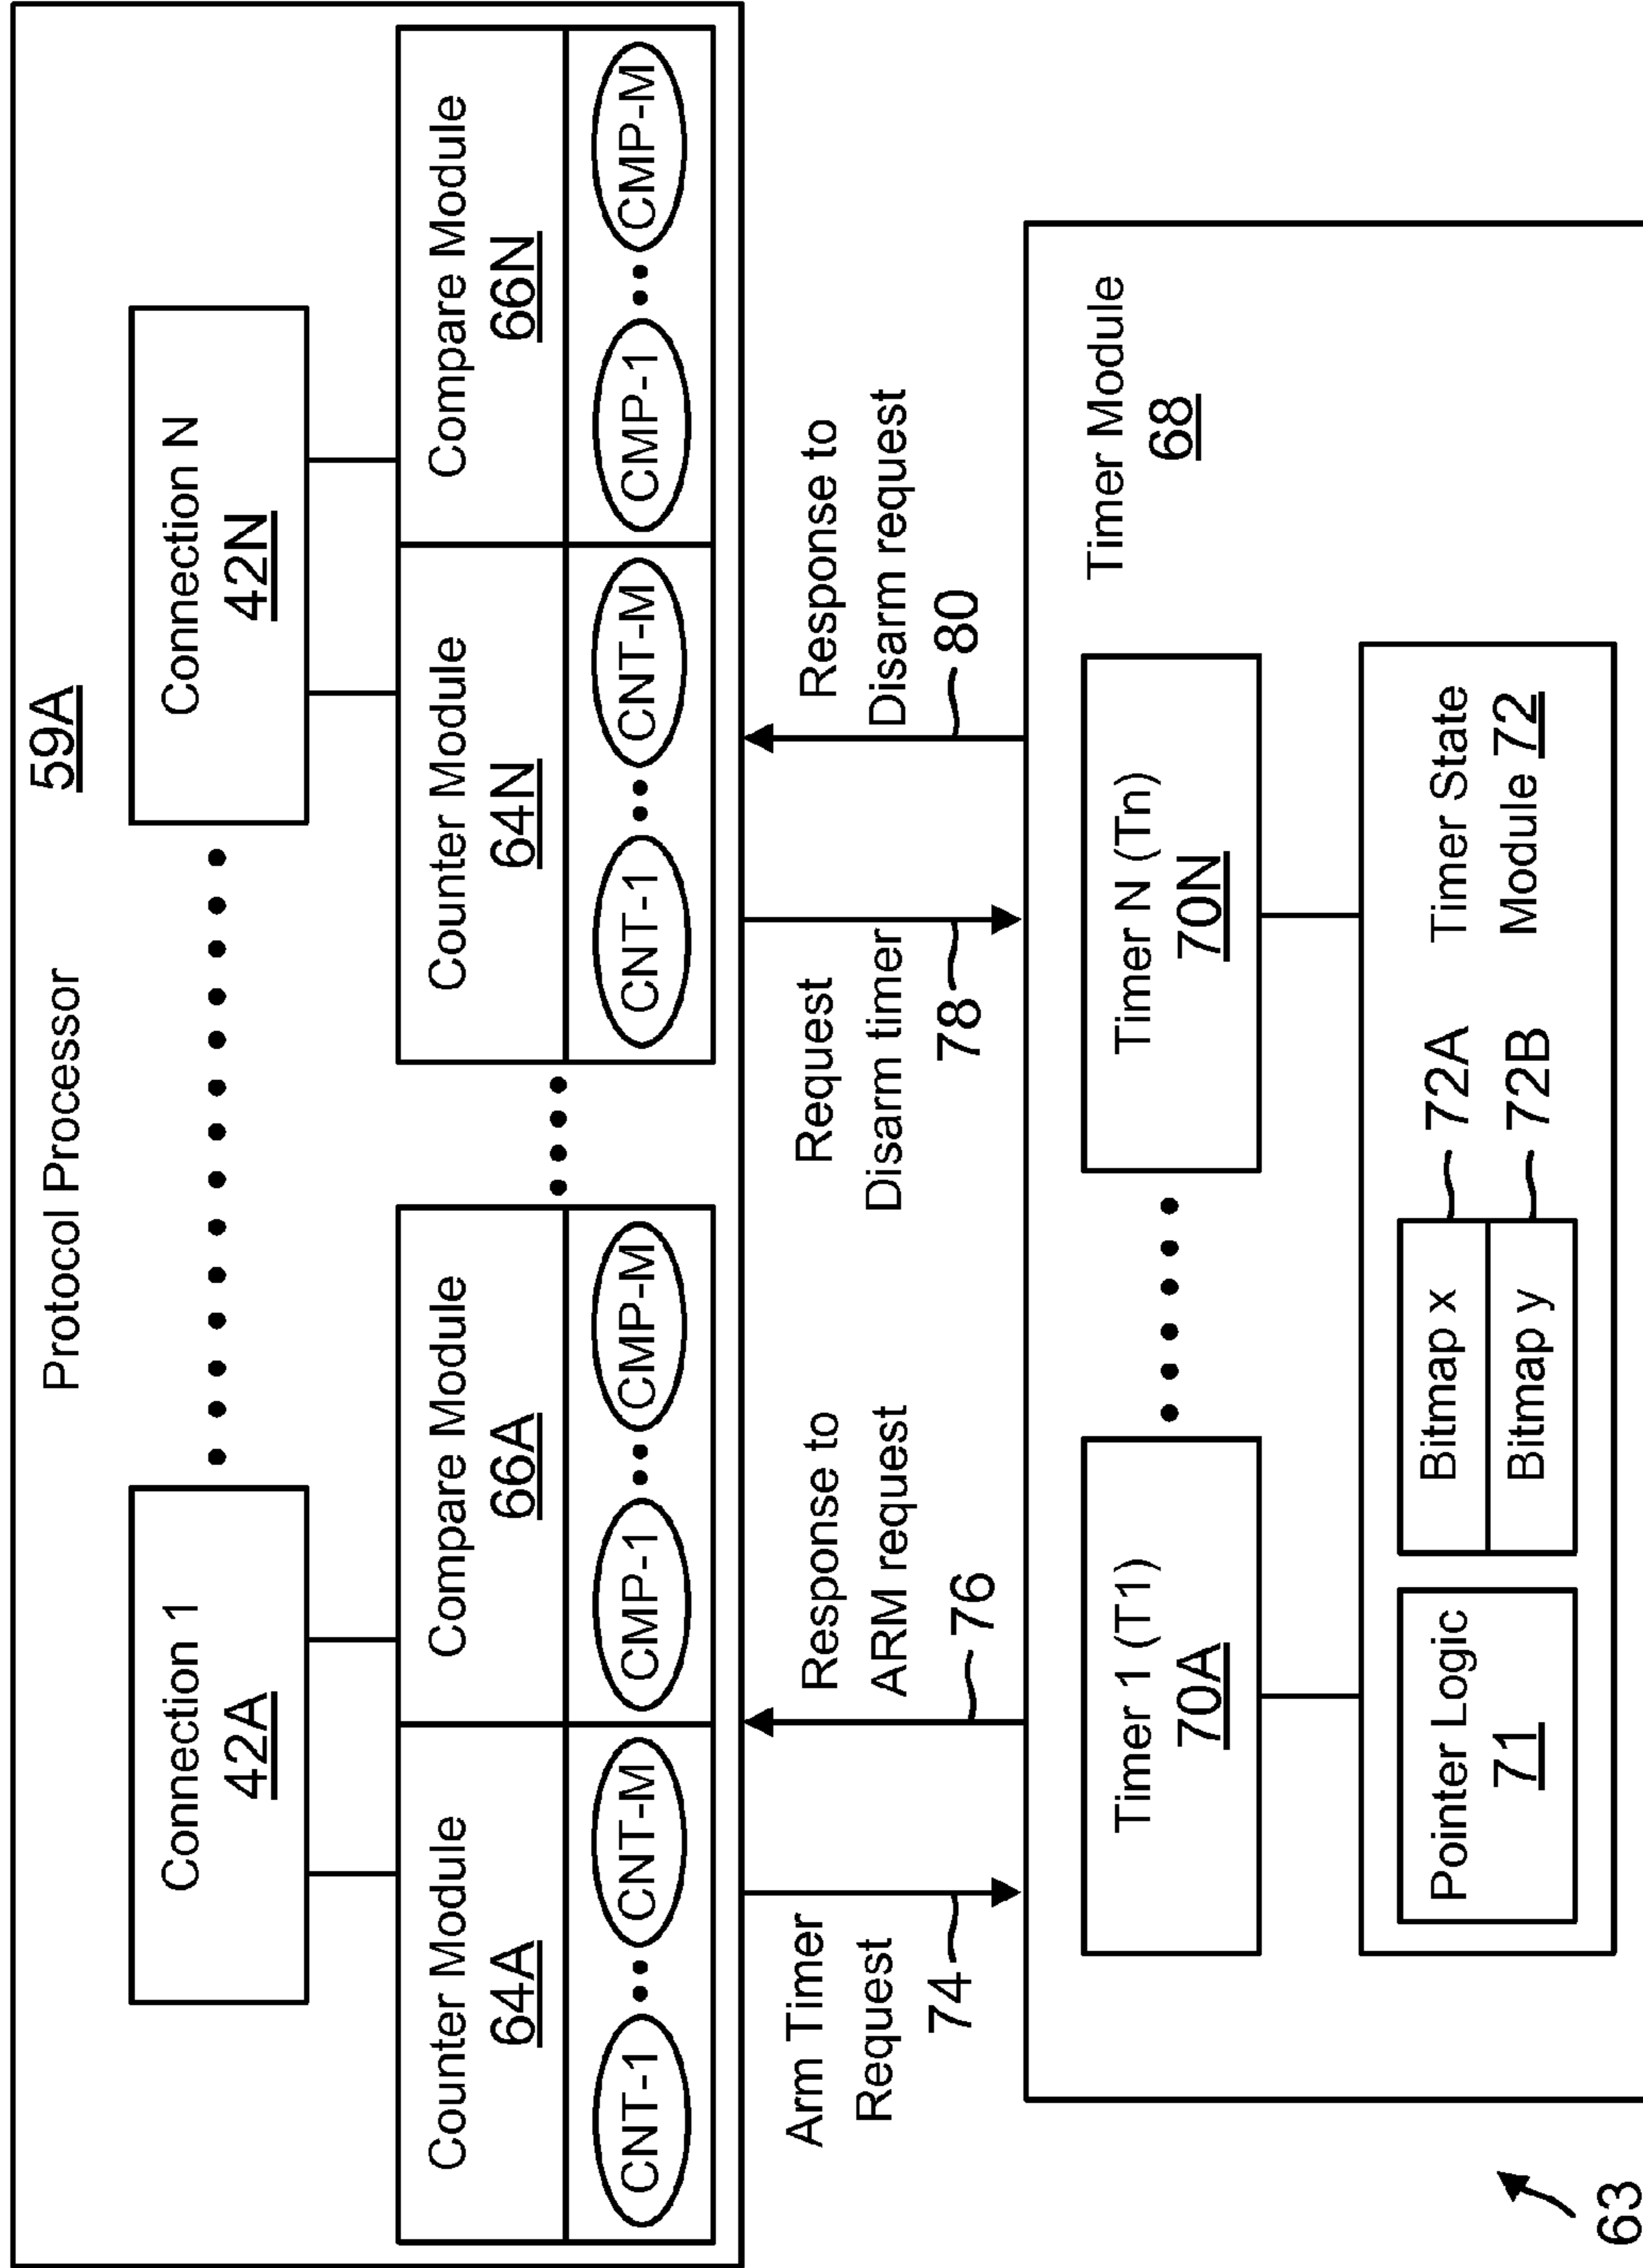 Protocol Processor 59A
Connection 1
42A
Connection N
42N
Counter Module
64A
Compare Module
66A
Counter Module
64N
Compare Module
66N
CNT-1
CNT-M
CMP-1
CMP-M
CNT-1
CNT-M
CMP-1
CMP-M
Arm Timer
Request
74
Response to
ARM request
76
Request
Disarm timer
78
Response to
Disarm request
80
Timer Module
68
Timer 1 (T1)
70A
Timer N (Tn)
70N
Pointer Logic
71
Bitmap x
72A
Bitmap y
72B
Timer State
Module 72
63